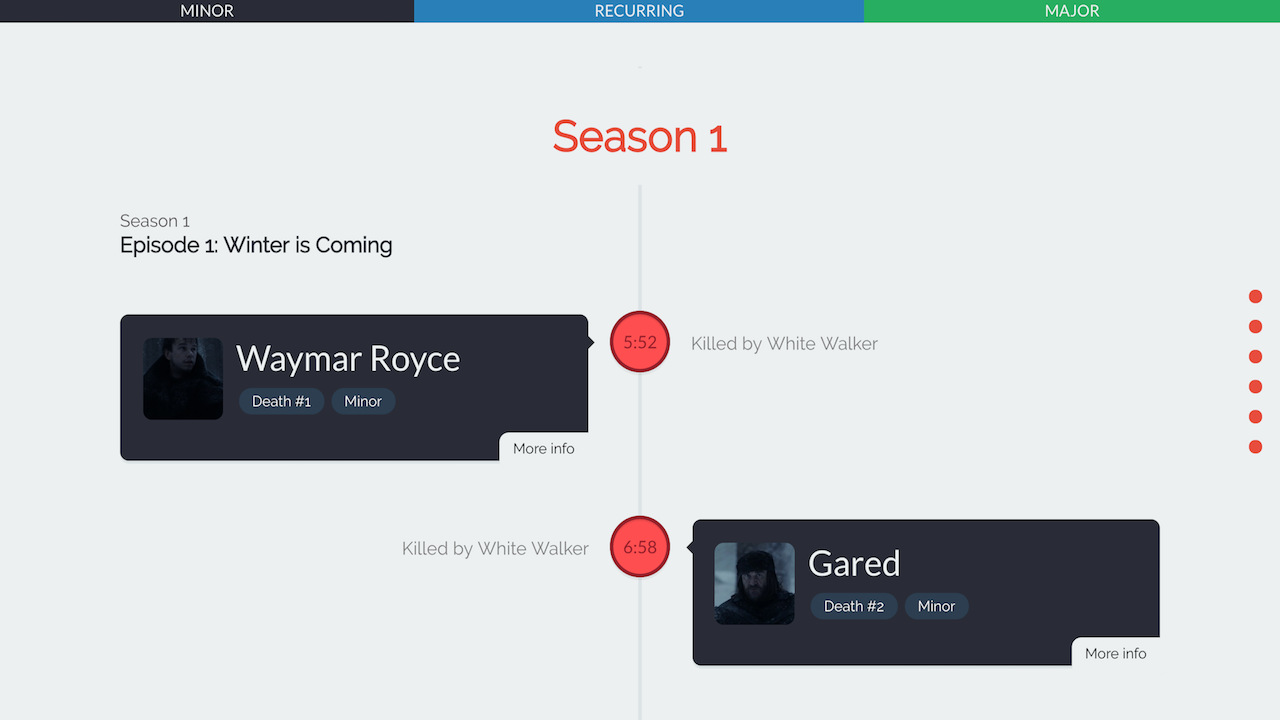 MINOR
RECURRING
MAJOR
Season 1
Season 1
Episode 1: Winter is Coming
Waymar Royce
Death #1
Minor
More info
5:52
Killed by White Walker
Killed by White Walker
6:58
Gared
Death #2
Minor
More info